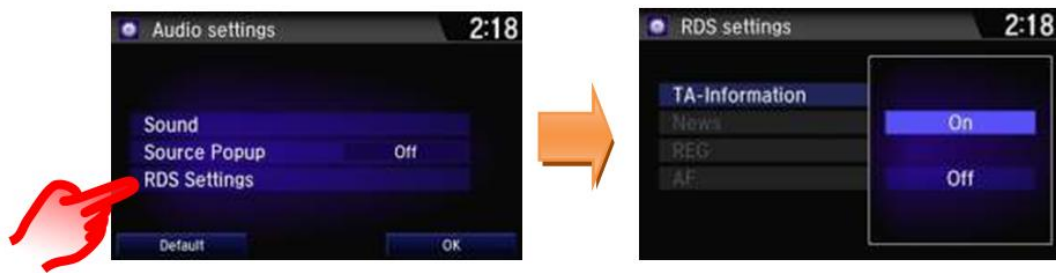 Audio settings 2:18
Sound
Source Popup Off
RDS Settings
Default OK
RDS settings 2:18
TA-Information
News
REG
AF
On
Off